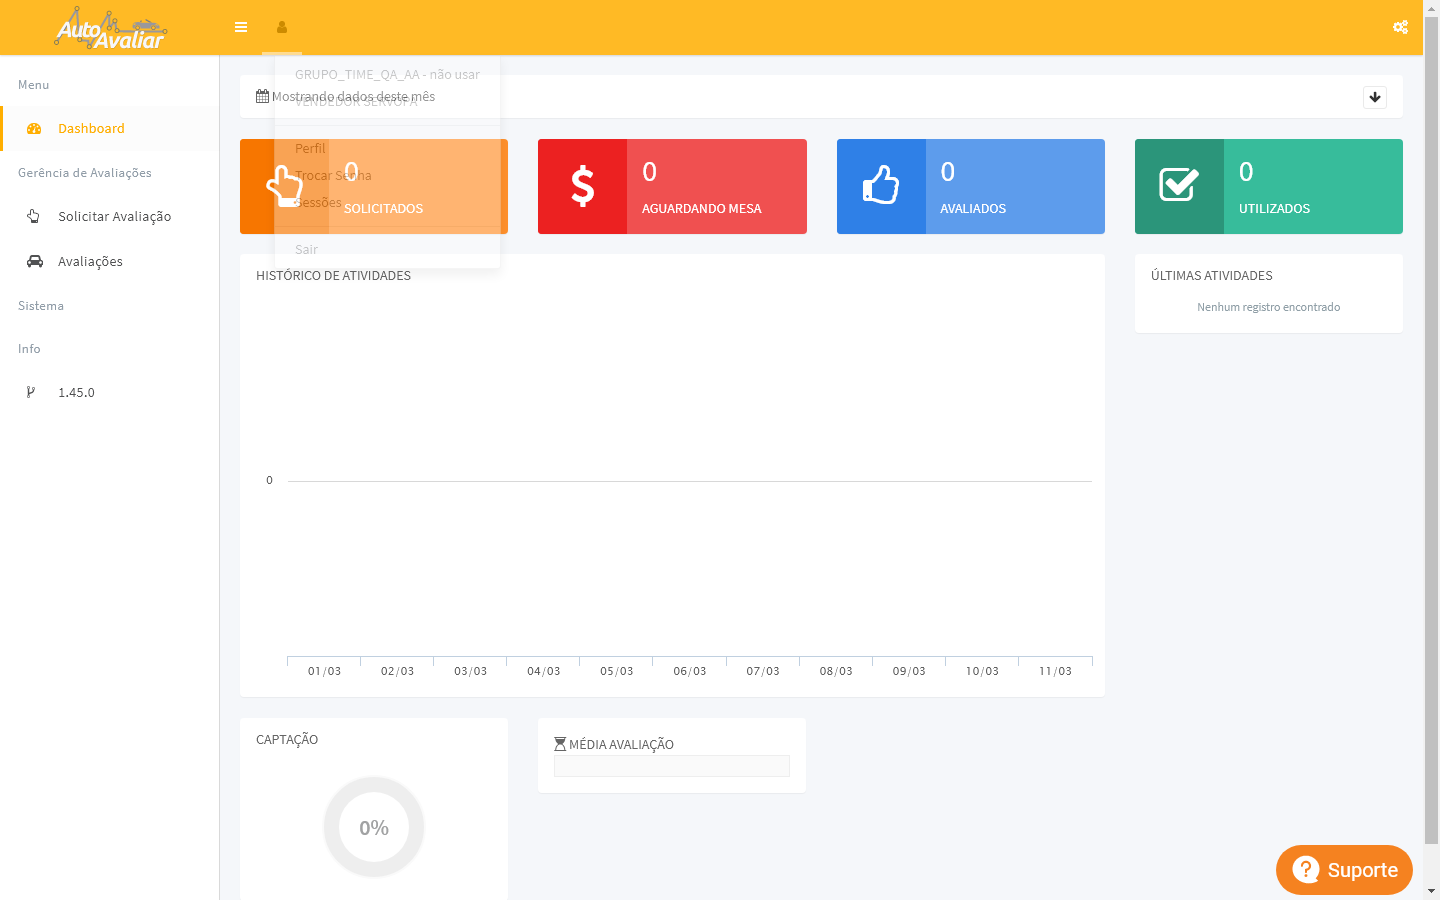 AutoAvaliar
GRUPO_TIME_QA_AA - não usar
VENDEDOR SERVOPA
Mostrando dados deste mês
Perfil
Trocar Senha
Sessões
Sair
Menu
Dashboard
Gerência de Avaliações
Solicitar Avaliação
Avaliações
Sistema
Info
1.45.0
0
SOLICITADOS
0
AGUARDANDO MESA
0
AVALIADOS
0
UTILIZADOS
HISTÓRICO DE ATIVIDADES
0
01/03 02/03 03/03 04/03 05/03 06/03 07/03 08/03 09/03 10/03 11/03
ÚLTIMAS ATIVIDADES
Nenhum registro encontrado
CAPTAÇÃO
0%
MÉDIA AVALIAÇÃO
Suporte